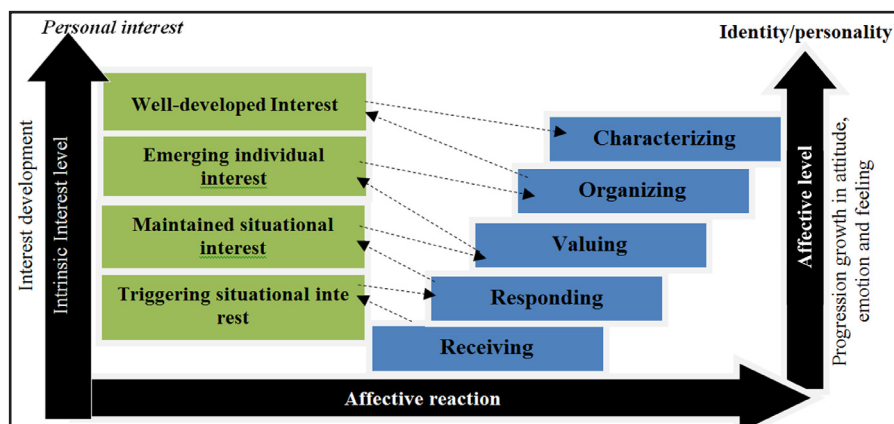 Personal interest
Identity/personality
Interest development
Intrinsic Interest level
Well-developed Interest
Emerging individual
interest
Maintained situational
interest
Triggering situational inte
rest
Characterizing
Organizing
Valuing
Responding
Receiving
Affective level
Progression growth in attitude,
emotion and feeling
Affective reaction